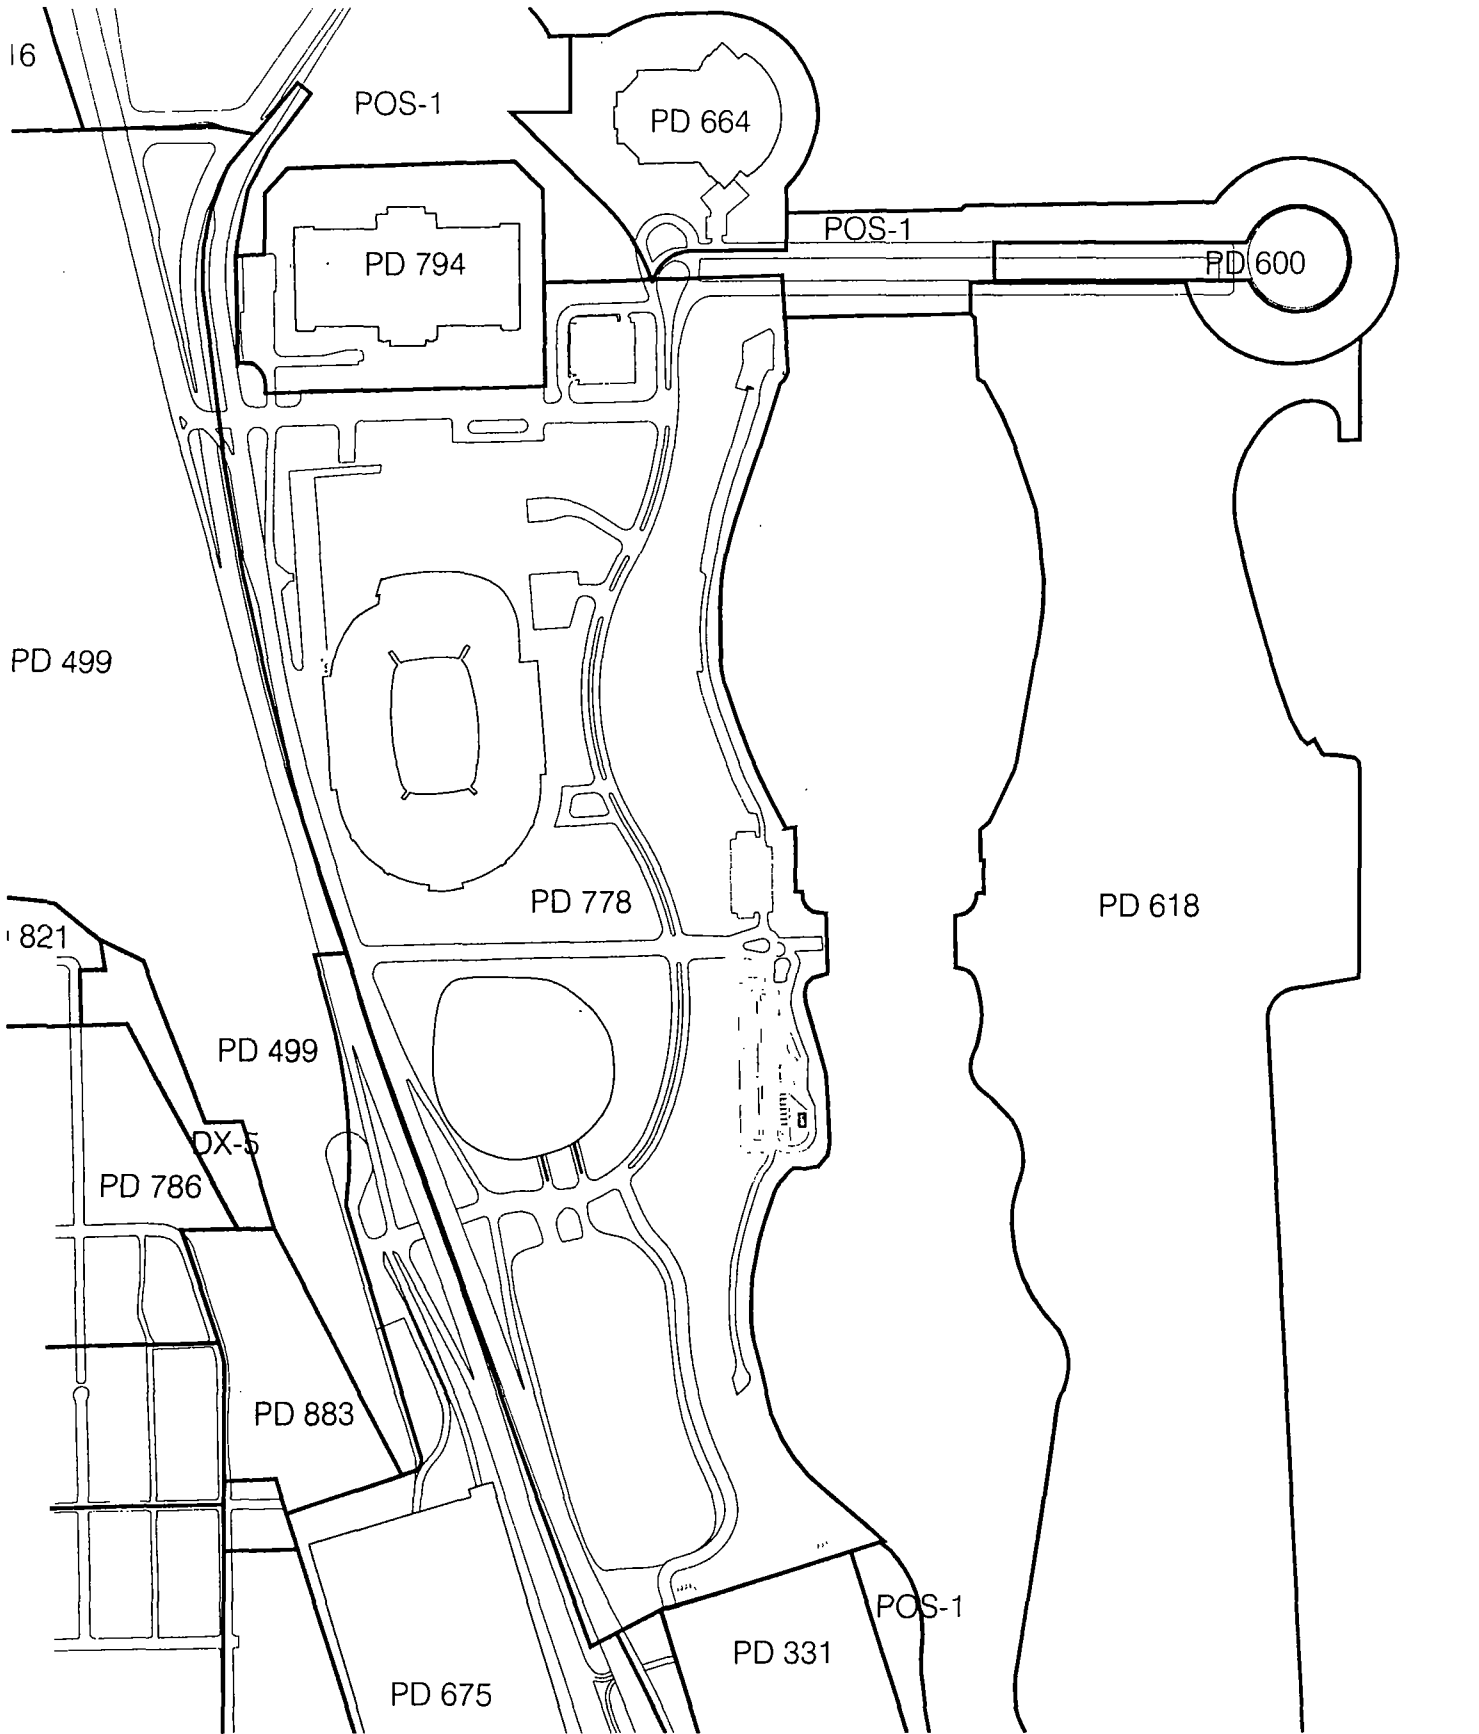 16
POS-1
PD 664
POS-1
PD 794
PD 600
PD 499
PD 778
PD 618
821
PD 499
DX-5
PD 786
PD 883
POS-1
PD 331
PD 675